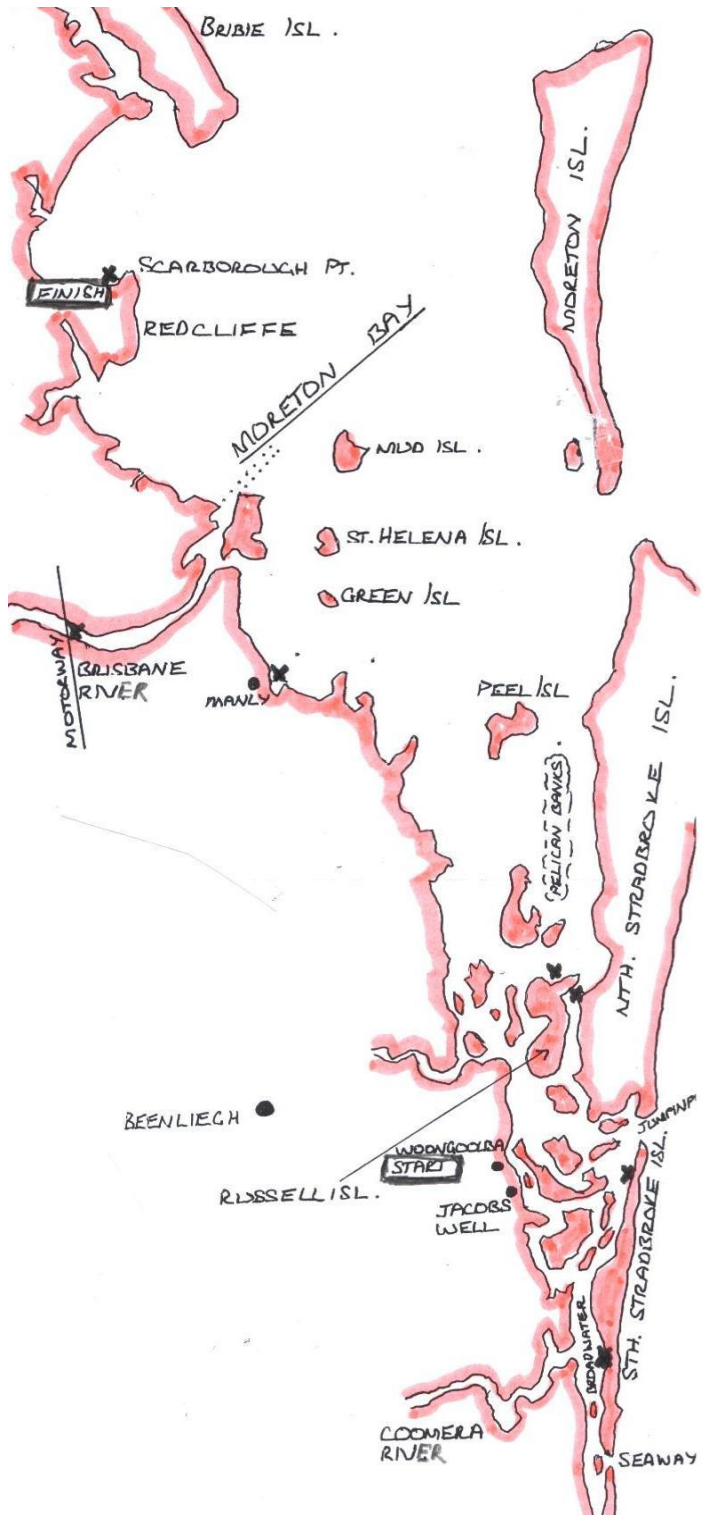 BRIBIE ISL.
MORETON ISL.
SCARBOROUGH PT.
FINISH
REDCLIFFE
MORETON BAY
MUD ISL.
ST. HELENA ISL.
GREEN ISL
MOTORWAY
BRISBANE
RIVER
MANLY
PEEL ISL
PELICAN BANKS
NTH. STRADBROKE ISL.
BEENLIEGH
WOONGOOLBA
START
RUSSELL ISL.
JACOBS
WELL
JUMPINP
STH. STRADBROKE ISL.
BROADWATER
COOMERA
RIVER
SEAWAY